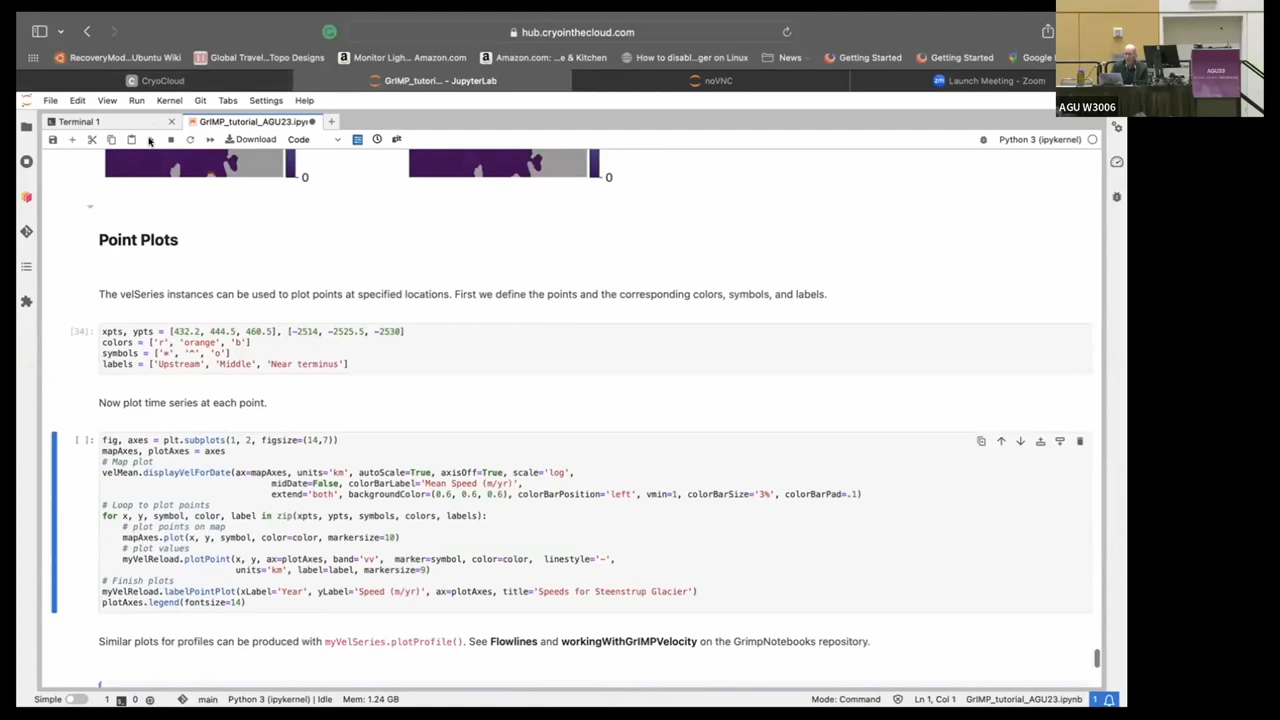 hub.cryointhecloud.com
RecoveryMod...Ubuntu Wiki
Global Travel...Topo Designs
Monitor Ligh... Amazon.com
Amazon.com: ...e & Kitchen
How to disabl...ger on Linux
News
Getting Started
Getting Started
Google
CryoCloud
GrIMP_tutori... - JupyterLab
noVNC
Launch Meeting - Zoom
AGU23
AGU W3006
File Edit View Run Kernel Git Tabs Settings Help
Terminal 1
GrIMP_tutorial_AGU23.ipyn
Download
Code
git
Python 3 (ipykernel)
0
0
Point Plots
The velSeries instances can be used to plot points at specified locations. First we define the points and the corresponding colors, symbols, and labels.
[34]:
xpts, ypts = [432.2, 444.5, 460.5], [-2514, -2525.5, -2530]
colors = ['r', 'orange', 'b']
symbols = ['*', '^', 'o']
labels = ['Upstream', 'Middle', 'Near terminus']
Now plot time series at each point.
[ ]:
fig, axes = plt.subplots(1, 2, figsize=(14,7))
mapAxes, plotAxes = axes
# Map plot
velMean.displayVelForDate(ax=mapAxes, units='km', autoScale=True, axisOff=True, scale='log',
midDate=False, colorBarLabel='Mean Speed (m/yr)',
extend='both', backgroundColor=(0.6, 0.6, 0.6), colorBarPosition='left', vmin=1, colorBarSize='3%', colorBarPad=.1)
# Loop to plot points
for x, y, symbol, color, label in zip(xpts, ypts, symbols, colors, labels):
# plot points on map
mapAxes.plot(x, y, symbol, color=color, markersize=10)
# plot values
myVelReload.plotPoint(x, y, ax=plotAxes, band='vv', marker=symbol, color=color, linestyle='-',
units='km', label=label, markersize=9)
# Finish plots
myVelReload.labelPointPlot(xLabel='Year', yLabel='Speed (m/yr)', ax=plotAxes, title='Speeds for Steenstrup Glacier')
plotAxes.legend(fontsize=14)
Similar plots for profiles can be produced with myVelSeries.plotProfile(). See Flowlines and workingWithGrIMPVelocity on the GrimpNotebooks repository.
Simple
1
0
main
Python 3 (ipykernel) | Idle
Mem: 1.24 GB
Mode: Command
Ln 1, Col 1
GrIMP_tutorial_AGU23.ipynb
1